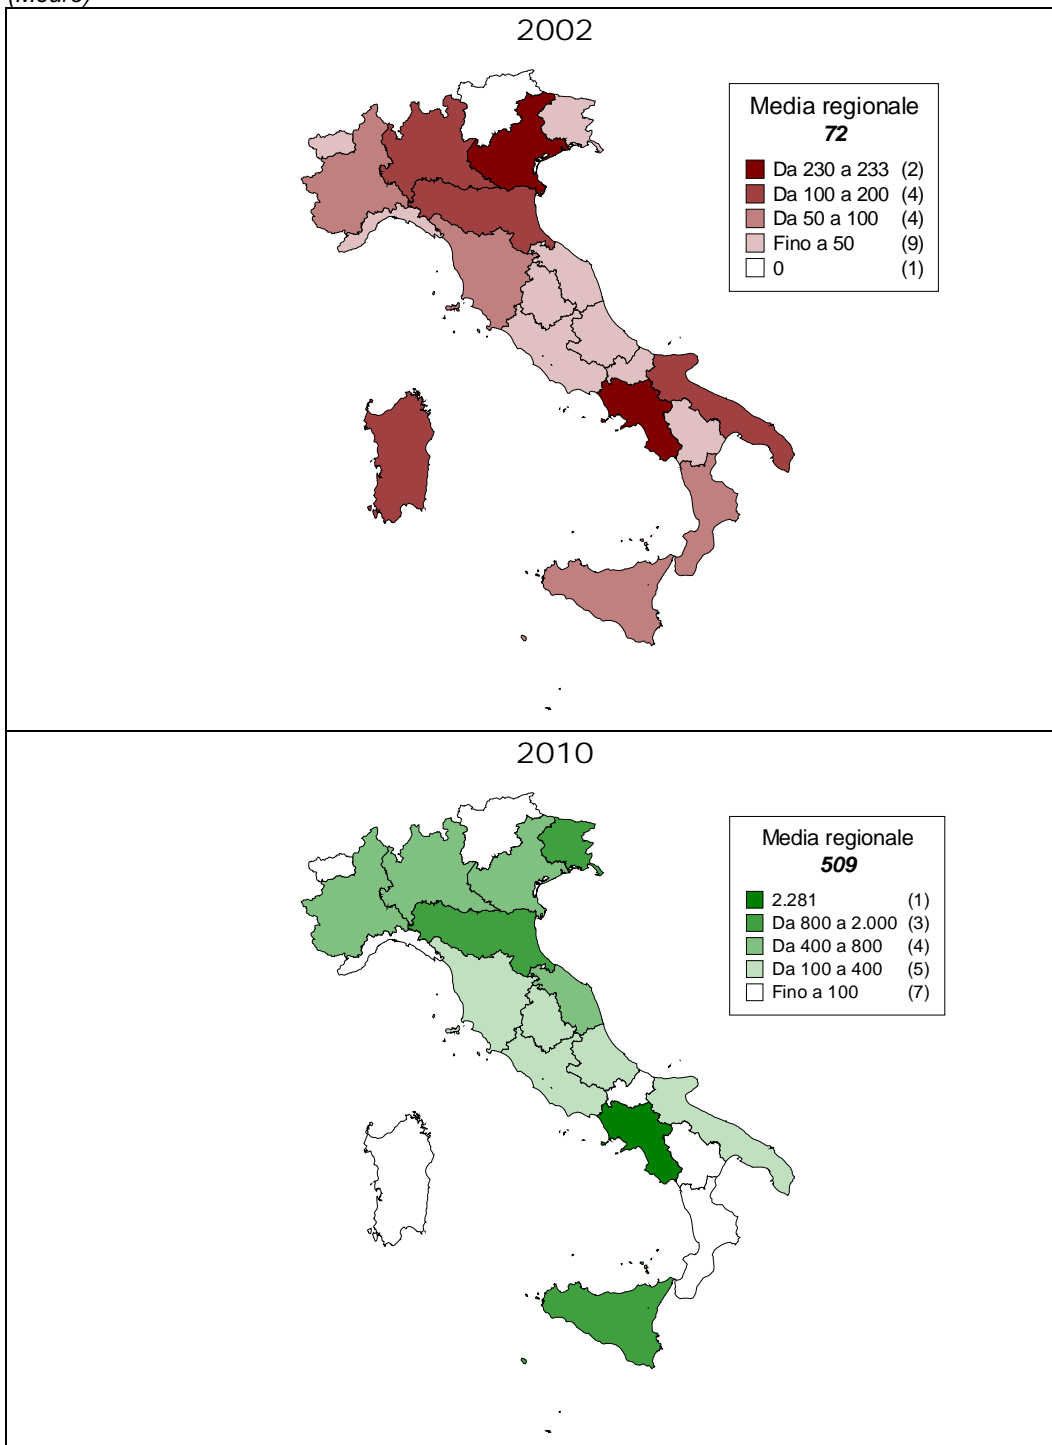 (Meuro)
2002
Media regionale
72
Da 230 a 233 (2)
Da 100 a 200 (4)
Da 50 a 100 (4)
Fino a 50 (9)
0 (1)
2010
Media regionale
509
2.281 (1)
Da 800 a 2.000 (3)
Da 400 a 800 (4)
Da 100 a 400 (5)
Fino a 100 (7)